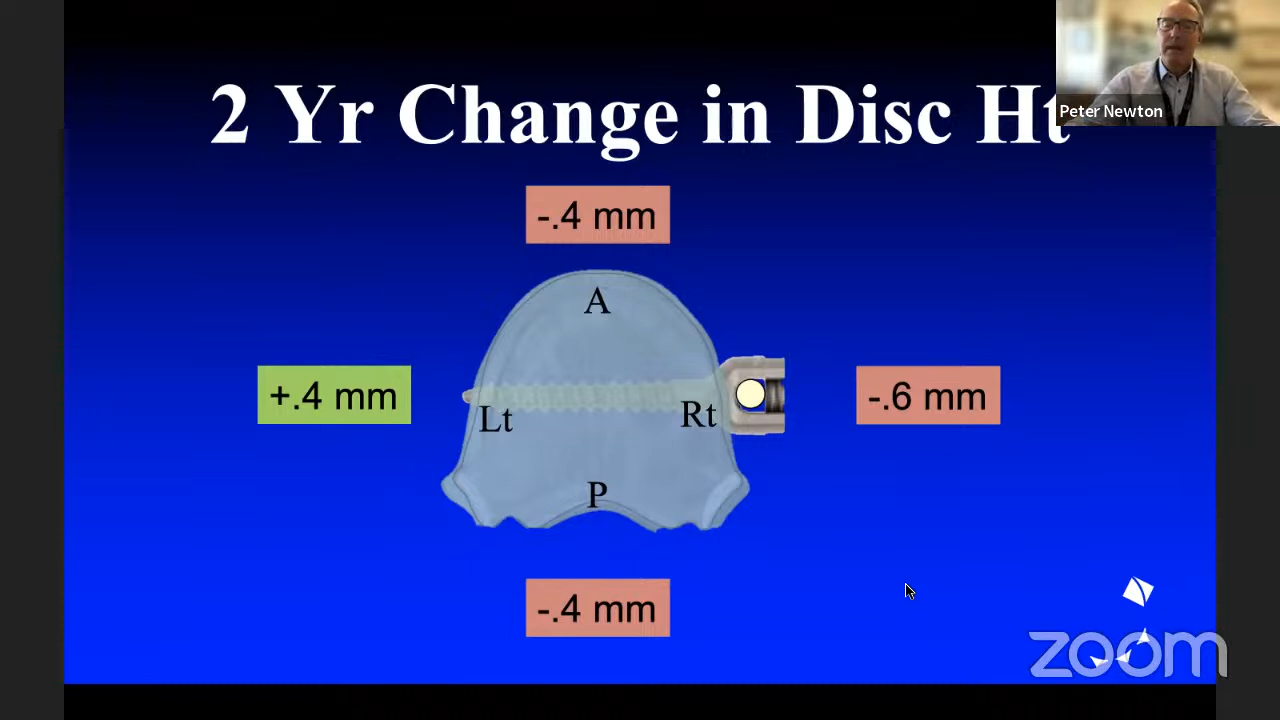 2 Yr Change in Disc Ht
Peter Newton
-.4 mm
A
+.4 mm
Lt
Rt
-.6 mm
P
-.4 mm
zoom